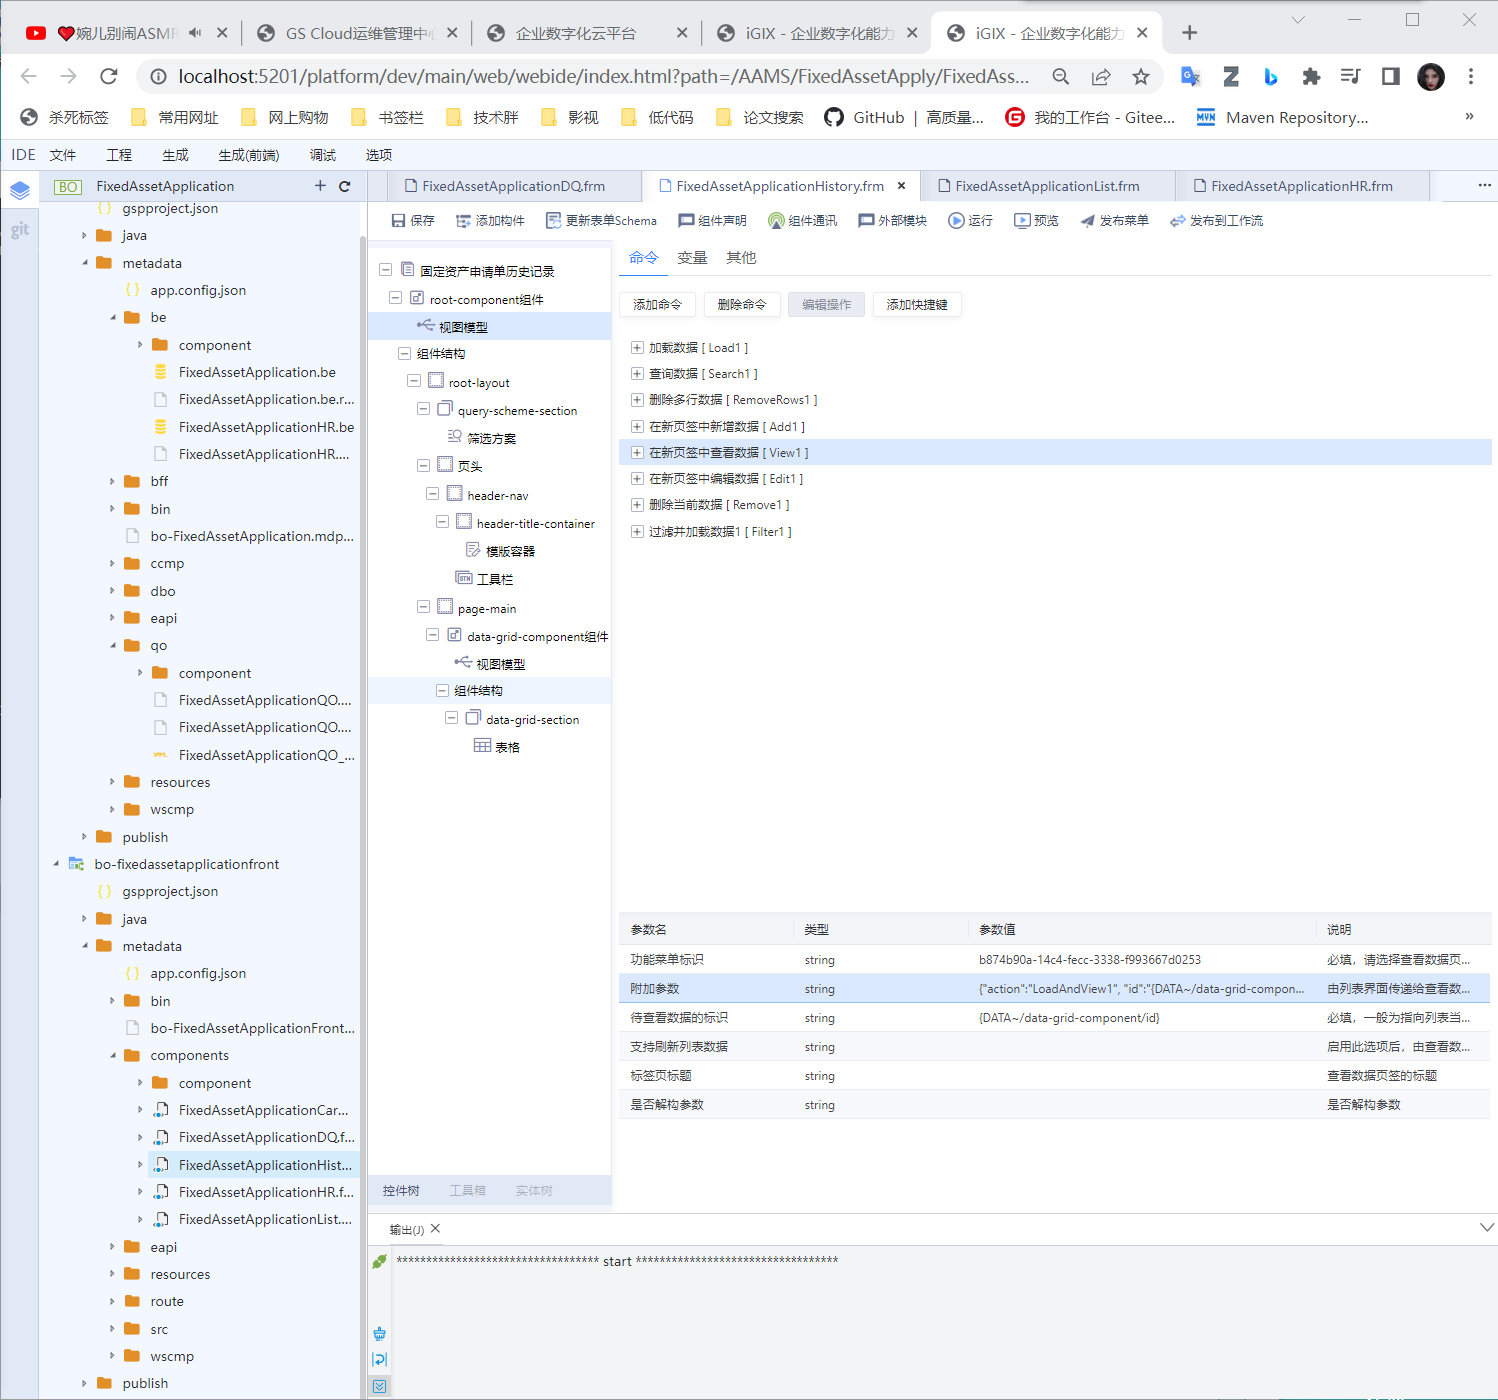 婉儿别闹ASMR
GS Cloud运维管理中心
企业数字化云平台
iGIX - 企业数字化能力
iGIX - 企业数字化能力
localhost:5201/platform/dev/main/web/webide/index.html?path=/AAMS/FixedAssetApply/FixedAss...
杀死标签
常用网址
网上购物
书签栏
技术胖
影视
低代码
论文搜索
GitHub | 高质量...
我的工作台 - Gitee...
Maven Repository...
»
IDE 文件 工程 生成 生成(前端) 调试 选项
BO FixedAssetApplication
git
gspproject.json
java
metadata
app.config.json
be
component
FixedAssetApplication.be
FixedAssetApplication.be.r...
FixedAssetApplicationHR.be
FixedAssetApplicationHR....
bff
bin
bo-FixedAssetApplication.mdp...
ccmp
dbo
eapi
qo
component
FixedAssetApplicationQO....
FixedAssetApplicationQO....
FixedAssetApplicationQO_...
resources
wscmp
publish
bo-fixedassetapplicationfront
gspproject.json
java
metadata
app.config.json
bin
bo-FixedAssetApplicationFront...
components
component
FixedAssetApplicationCar...
FixedAssetApplicationDQ.f...
FixedAssetApplicationHist...
FixedAssetApplicationHR.f...
FixedAssetApplicationList....
eapi
resources
route
src
wscmp
publish
FixedAssetApplicationDQ.frm
FixedAssetApplicationHistory.frm
FixedAssetApplicationList.frm
FixedAssetApplicationHR.frm
保存 添加构件 更新表单Schema 组件声明 组件通讯 外部模块 运行 预览 发布菜单 发布到工作流
固定资产申请单历史记录
root-component组件
视图模型
组件结构
root-layout
query-scheme-section
筛选方案
页头
header-nav
header-title-container
模版容器
工具栏
page-main
data-grid-component组件
视图模型
组件结构
data-grid-section
表格
控件树 工具箱 实体树
命令 变量 其他
添加命令 删除命令 编辑操作 添加快捷键
加载数据 [ Load1 ]
查询数据 [ Search1 ]
删除多行数据 [ RemoveRows1 ]
在新页签中新增数据 [ Add1 ]
在新页签中查看数据 [ View1 ]
在新页签中编辑数据 [ Edit1 ]
删除当前数据 [ Remove1 ]
过滤并加载数据1 [ Filter1 ]
参数名 类型 参数值 说明
功能菜单标识 string b874b90a-14c4-fecc-3338-f993667d0253 必填，请选择查看数据页...
附加参数 string {"action":"LoadAndView1", "id":"{DATA~/data-grid-compon... 由列表界面传递给查看数...
待查看数据的标识 string {DATA~/data-grid-component/id} 必填，一般为指向列表当...
支持刷新列表数据 string 启用此选项后，由查看数...
标签页标题 string 查看数据页签的标题
是否解构参数 string 是否解构参数
输出(J)
********************************** start **********************************